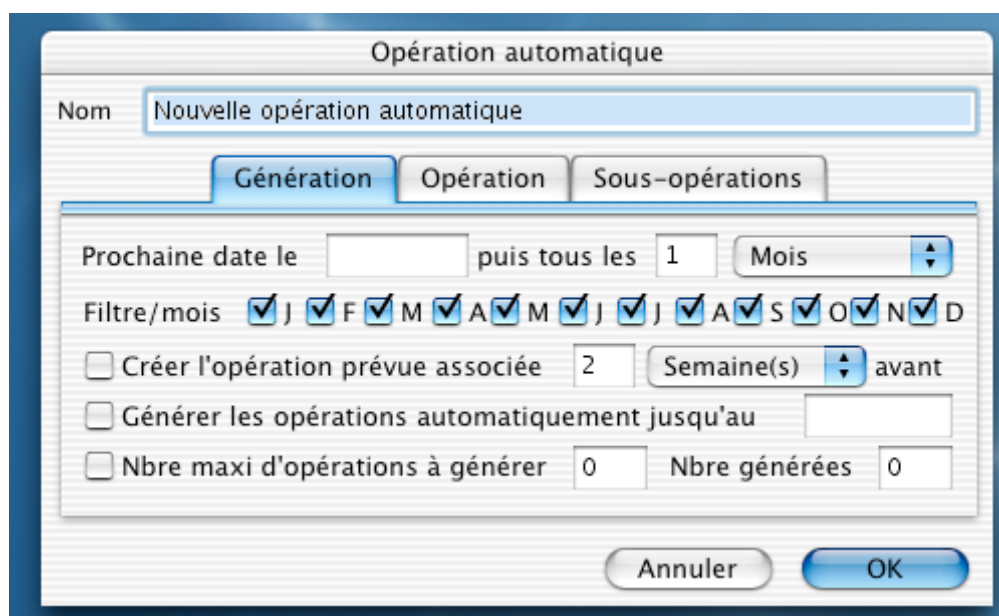 Opération automatique
Nom Nouvelle opération automatique
Génération Opération Sous-opérations
Prochaine date le puis tous les 1 Mois
Filtre/mois J F M A M J J A S O N D
Créer l'opération prévue associée 2 Semaine(s) avant
Générer les opérations automatiquement jusqu'au
Nbre maxi d'opérations à générer 0 Nbre générées 0
Annuler OK